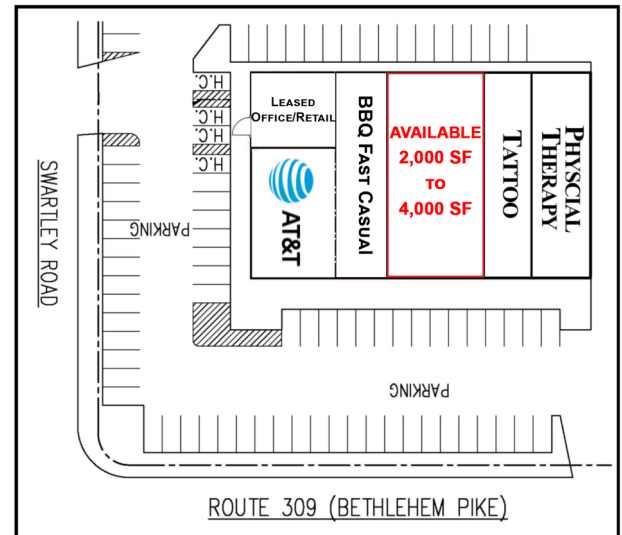 H.C.
H.C.
H.C.
H.C.
LEASED
OFFICE/RETAIL
AT&T
BBQ FAST CASUAL
AVAILABLE
2,000 SF
TO
4,000 SF
TATTOO
PHYSCIAL
THERAPY
SWARTLEY ROAD
PARKING
PARKING
ROUTE 309 (BETHLEHEM PIKE)